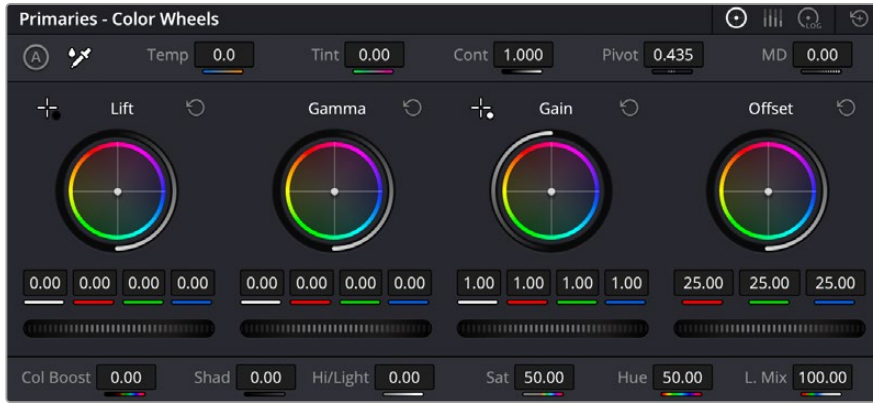 Primaries - Color Wheels
LOG
A Temp 0.0 Tint 0.00 Cont 1.000 Pivot 0.435 MD 0.00
Lift Gamma Gain Offset
0.00 0.00 0.00 0.00 0.00 0.00 0.00 0.00 1.00 1.00 1.00 1.00 25.00 25.00 25.00
Col Boost 0.00 Shad 0.00 Hi/Light 0.00 Sat 50.00 Hue 50.00 L. Mix 100.00